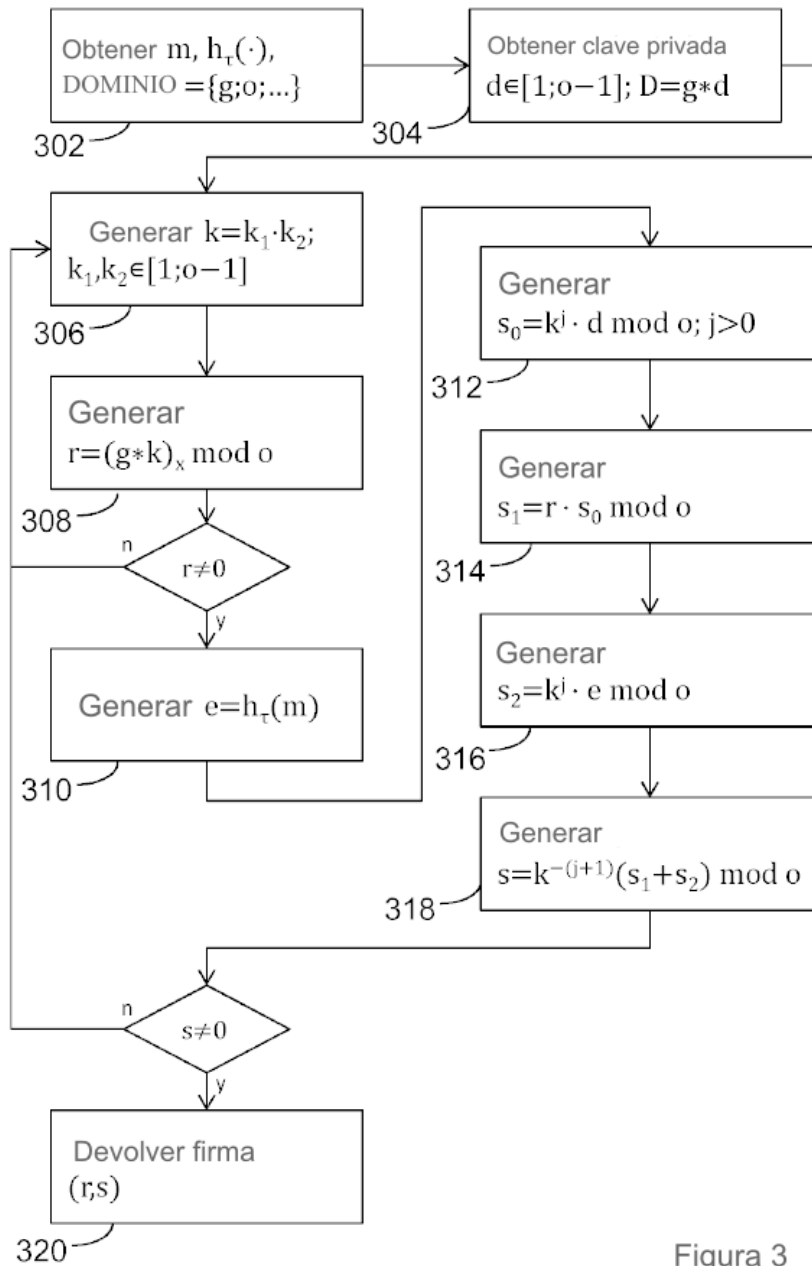 Obtener m, hτ(·),
DOMINIO ={g;o;...}
302
Obtener clave privada
d∈[1;o−1]; D=g*d
304
Generar k=k₁·k₂;
k₁,k₂∈[1;o−1]
306
Generar
r=(g*k)ₓ mod o
308
n
r≠0
y
Generar e=hτ(m)
310
Generar
s₀=kʲ · d mod o; j>0
312
Generar
s₁=r · s₀ mod o
314
Generar
s₂=kʲ · e mod o
316
Generar
s=k⁻⁽ʲ⁺¹⁾(s₁+s₂) mod o
318
n
s≠0
y
Devolver firma
(r;s)
320
Figura 3